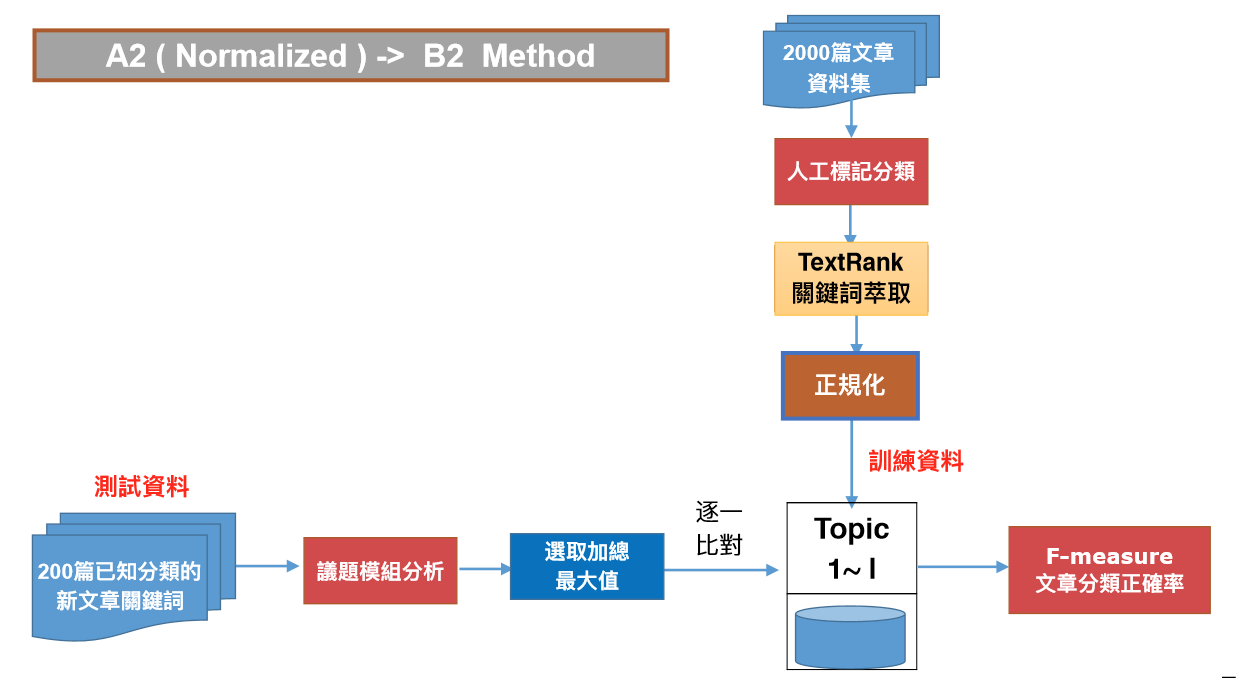 A2 ( Normalized ) -> B2 Method
2000篇文章
資料集
人工標記分類
TextRank
關鍵詞萃取
正規化
訓練資料
測試資料
200篇已知分類的
新文章關鍵詞
議題模組分析
選取加總
最大值
逐一
比對
Topic
1~ I
F-measure
文章分類正確率